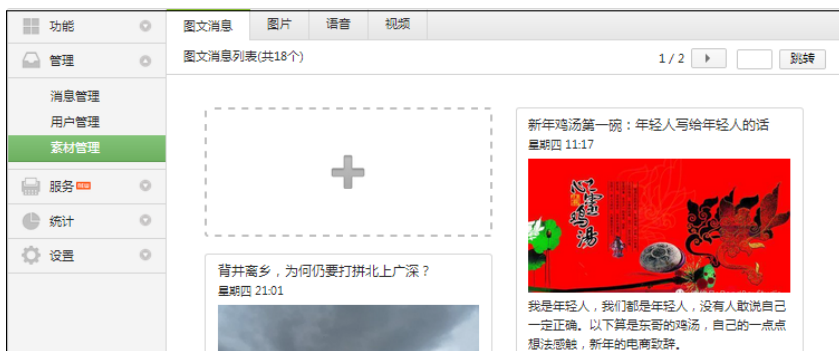 功能
管理
消息管理
用户管理
素材管理
服务
统计
设置
图文消息 图片 语音 视频
图文消息列表(共18个)
1 / 2 跳转
背井离乡，为何仍要打拼北上广深？
星期四 21:01
新年鸡汤第一碗：年轻人写给年轻人的话
星期四 11:17
心灵鸡汤
我是年轻人，我们都是年轻人，没有人敢说自己
一定正确。以下算是东哥的鸡汤，自己的一点点
想法感触，新年的电商致辞。